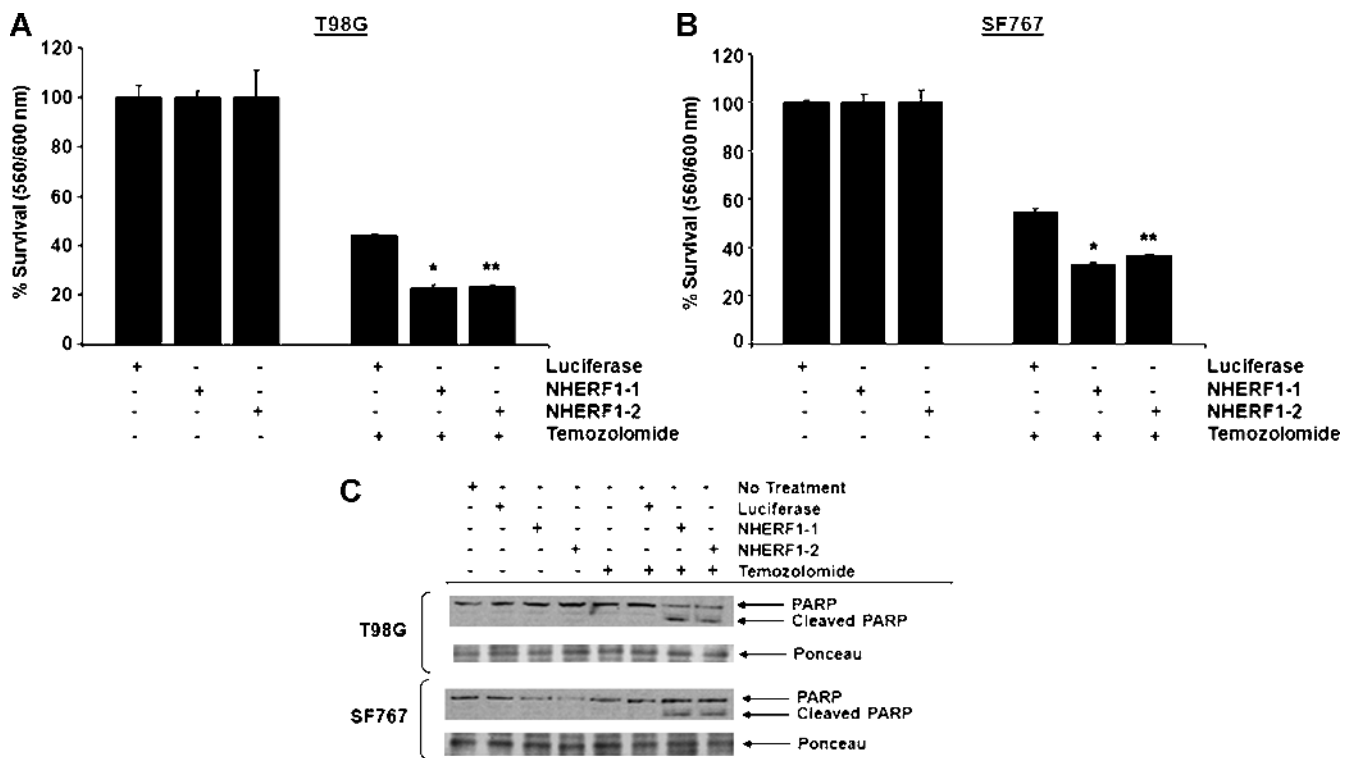 A
T98G
% Survival (560/600 nm)
120
100
80
60
40
20
0
* **
+ - - + - - Luciferase
- + - - + - NHERF1-1
- - + - - + NHERF1-2
- - - + + + Temozolomide
B
SF767
% Survival (560/600 nm)
120
100
80
60
40
20
0
* **
+ - - + - - Luciferase
- + - - + - NHERF1-1
- - + - - + NHERF1-2
- - - + + + Temozolomide
C
+ - - - - - - - No Treatment
- + - - - + - - Luciferase
- - + - - - + - NHERF1-1
- - - + - - - + NHERF1-2
- - - - + + + + Temozolomide
T98G
PARP
Cleaved PARP
Ponceau
SF767
PARP
Cleaved PARP
Ponceau